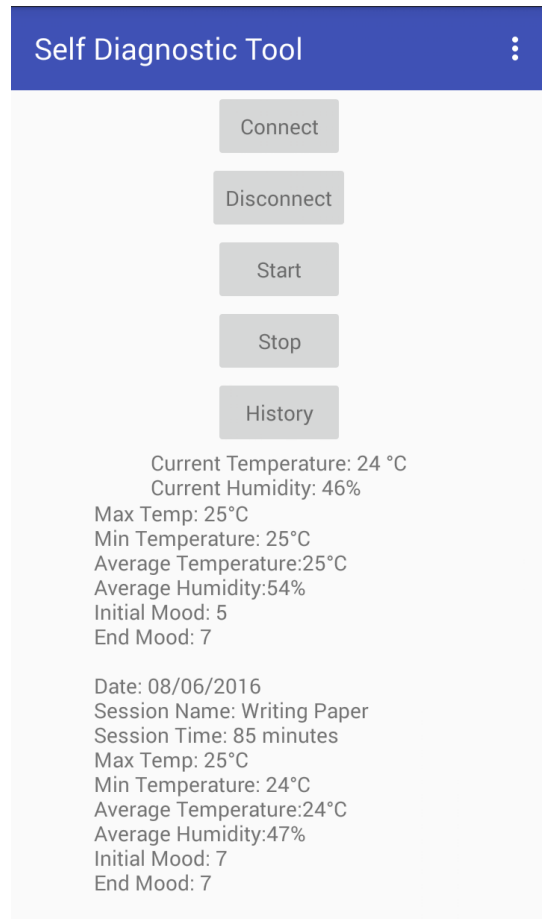 Self Diagnostic Tool
Connect
Disconnect
Start
Stop
History
Current Temperature: 24 °C
Current Humidity: 46%
Max Temp: 25°C
Min Temperature: 25°C
Average Temperature:25°C
Average Humidity:54%
Initial Mood: 5
End Mood: 7
Date: 08/06/2016
Session Name: Writing Paper
Session Time: 85 minutes
Max Temp: 25°C
Min Temperature: 24°C
Average Temperature:24°C
Average Humidity:47%
Initial Mood: 7
End Mood: 7